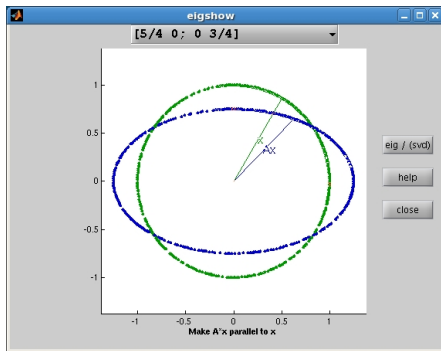 eigshow
[5/4 0; 0 3/4]
1
0.5
0
-0.5
-1
-1
-0.5
0
0.5
1
x
Ax
Make A*x parallel to x
eig / (svd)
help
close